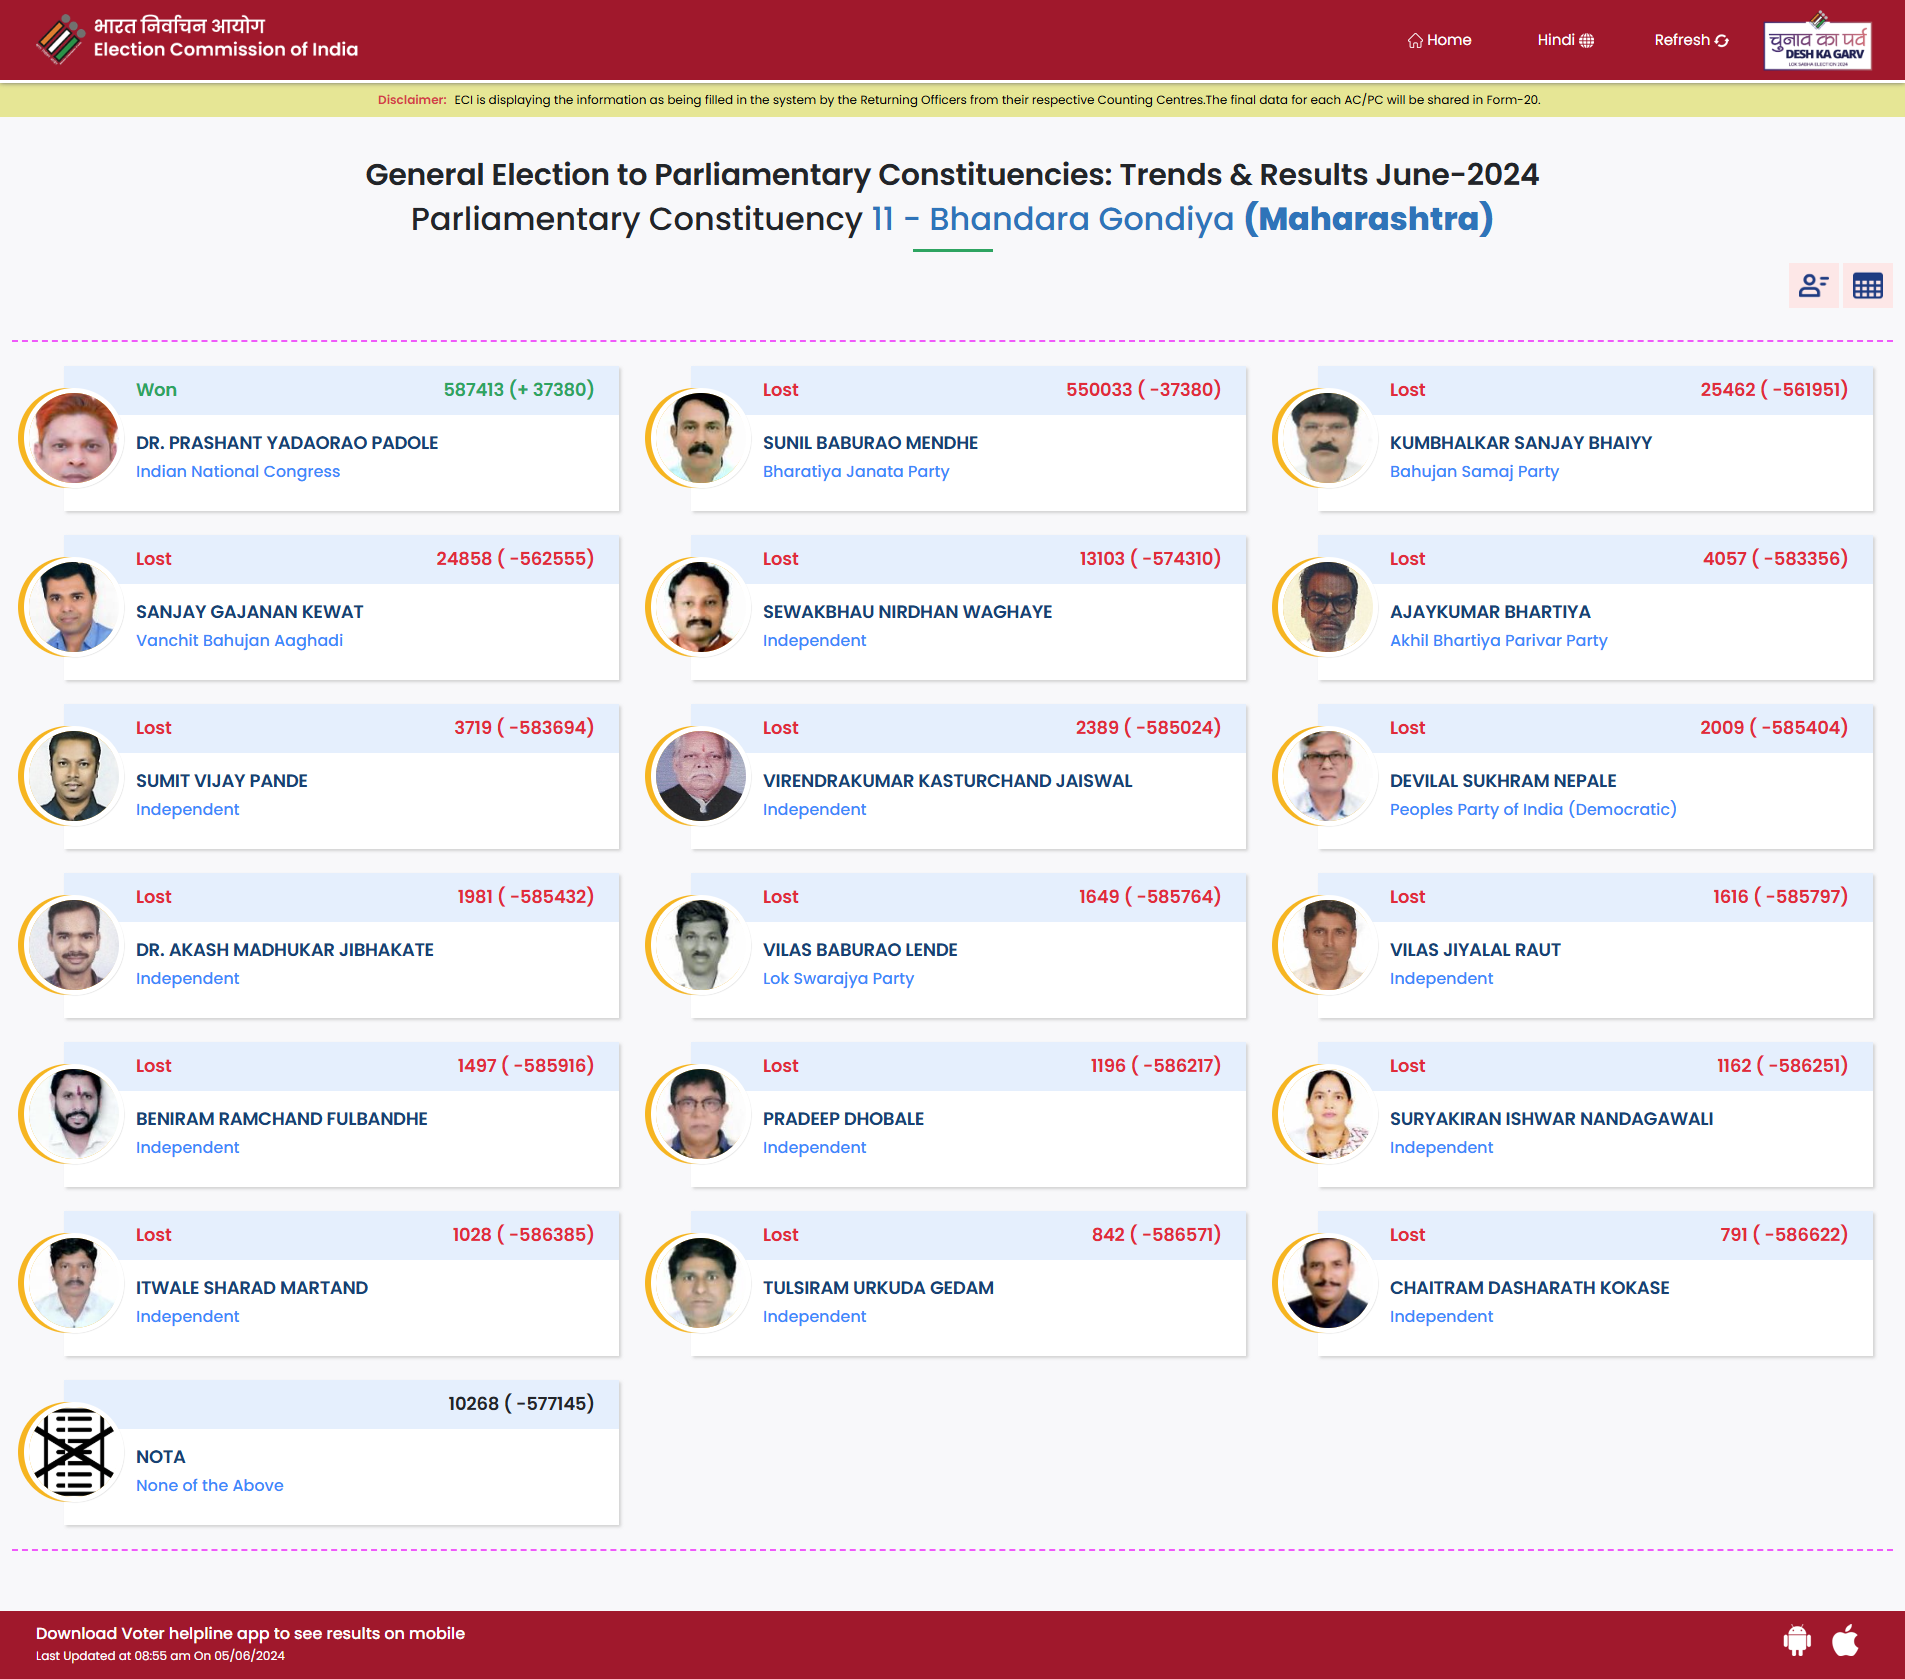 भारत निर्वाचन आयोग
Election Commission of India
Home
Hindi
Refresh
चुनाव का पर्व
DESH KA GARV
LOK SABHA ELECTION 2024
Disclaimer: ECI is displaying the information as being filled in the system by the Returning Officers from their respective Counting Centres.The final data for each AC/PC will be shared in Form-20.
General Election to Parliamentary Constituencies: Trends & Results June-2024
Parliamentary Constituency 11 - Bhandara Gondiya (Maharashtra)
Won 587413 (+ 37380)
DR. PRASHANT YADAORAO PADOLE
Indian National Congress
Lost 550033 ( -37380)
SUNIL BABURAO MENDHE
Bharatiya Janata Party
Lost 25462 ( -561951)
KUMBHALKAR SANJAY BHAIYY
Bahujan Samaj Party
Lost 24858 ( -562555)
SANJAY GAJANAN KEWAT
Vanchit Bahujan Aaghadi
Lost 13103 ( -574310)
SEWAKBHAU NIRDHAN WAGHAYE
Independent
Lost 4057 ( -583356)
AJAYKUMAR BHARTIYA
Akhil Bhartiya Parivar Party
Lost 3719 ( -583694)
SUMIT VIJAY PANDE
Independent
Lost 2389 ( -585024)
VIRENDRAKUMAR KASTURCHAND JAISWAL
Independent
Lost 2009 ( -585404)
DEVILAL SUKHRAM NEPALE
Peoples Party of India (Democratic)
Lost 1981 ( -585432)
DR. AKASH MADHUKAR JIBHAKATE
Independent
Lost 1649 ( -585764)
VILAS BABURAO LENDE
Lok Swarajya Party
Lost 1616 ( -585797)
VILAS JIYALAL RAUT
Independent
Lost 1497 ( -585916)
BENIRAM RAMCHAND FULBANDHE
Independent
Lost 1196 ( -586217)
PRADEEP DHOBALE
Independent
Lost 1162 ( -586251)
SURYAKIRAN ISHWAR NANDAGAWALI
Independent
Lost 1028 ( -586385)
ITWALE SHARAD MARTAND
Independent
Lost 842 ( -586571)
TULSIRAM URKUDA GEDAM
Independent
Lost 791 ( -586622)
CHAITRAM DASHARATH KOKASE
Independent
10268 ( -577145)
NOTA
None of the Above
Download Voter helpline app to see results on mobile
Last Updated at 08:55 am On 05/06/2024